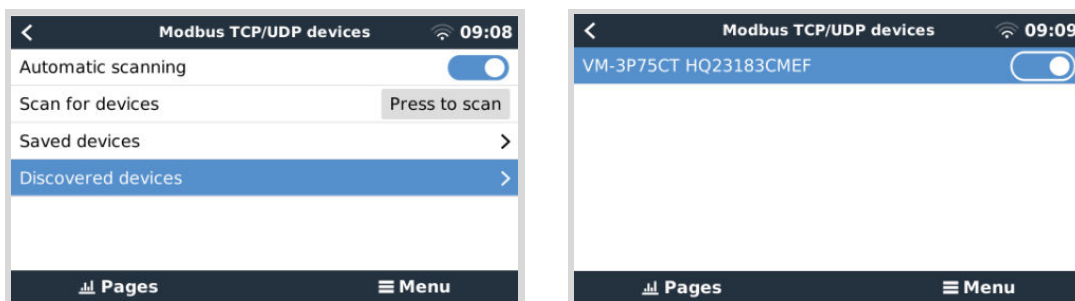 Modbus TCP/UDP devices 09:08
Automatic scanning
Scan for devices Press to scan
Saved devices
Discovered devices
Pages Menu
Modbus TCP/UDP devices 09:09
VM-3P75CT HQ23183CMEF
Pages Menu